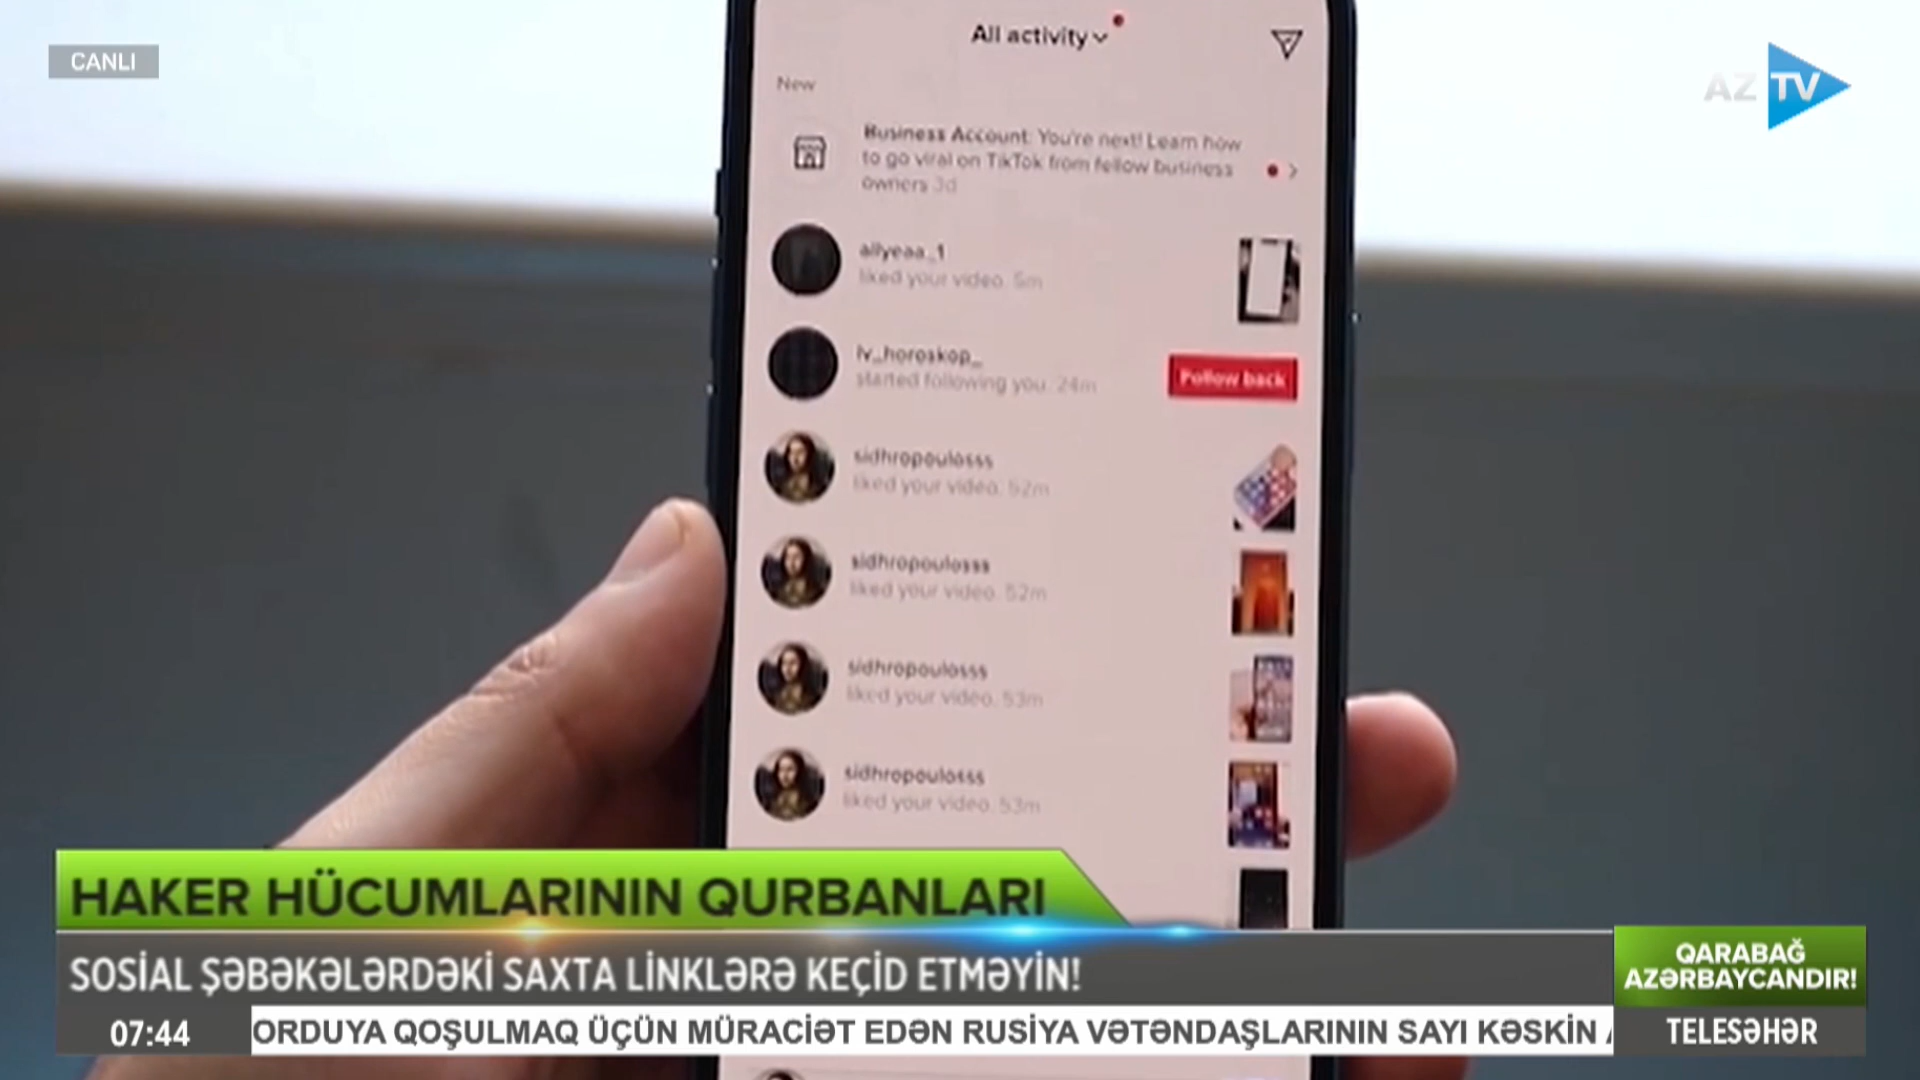 CANLI
AZTV
All activity
New
Business Account: You're next! Learn how
to go viral on TikTok from fellow business
owners 3d
allyeaa_1
liked your video. 5m
lv_horoskop_
started following you. 24m
Follow back
sidhropoulosss
liked your video. 52m
sidhropoulosss
liked your video. 52m
sidhropoulosss
liked your video. 53m
sidhropoulosss
liked your video. 53m
HAKER HÜCUMLARININ QURBANLARI
SOSİAL ŞƏBƏKƏLƏRDƏKİ SAXTA LİNKLƏRƏ KEÇİD ETMƏYİN!
QARABAĞ
AZƏRBAYCANDIR!
07:44
ORDUYA QOŞULMAQ ÜÇÜN MÜRACİƏT EDƏN RUSİYA VƏTƏNDAŞLARININ SAYI KƏSKİN
TELESƏHƏR